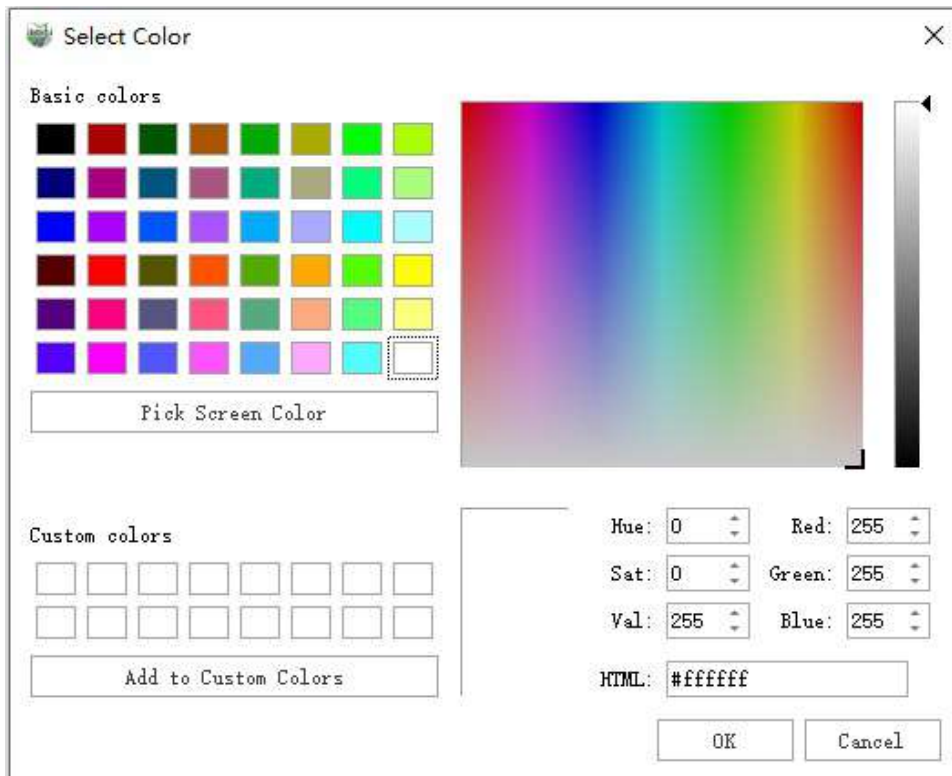 Select Color
Basic colors
Pick Screen Color
Custom colors
Add to Custom Colors
Hue: 0 Red: 255
Sat: 0 Green: 255
Val: 255 Blue: 255
HTML: #ffffff
OK Cancel